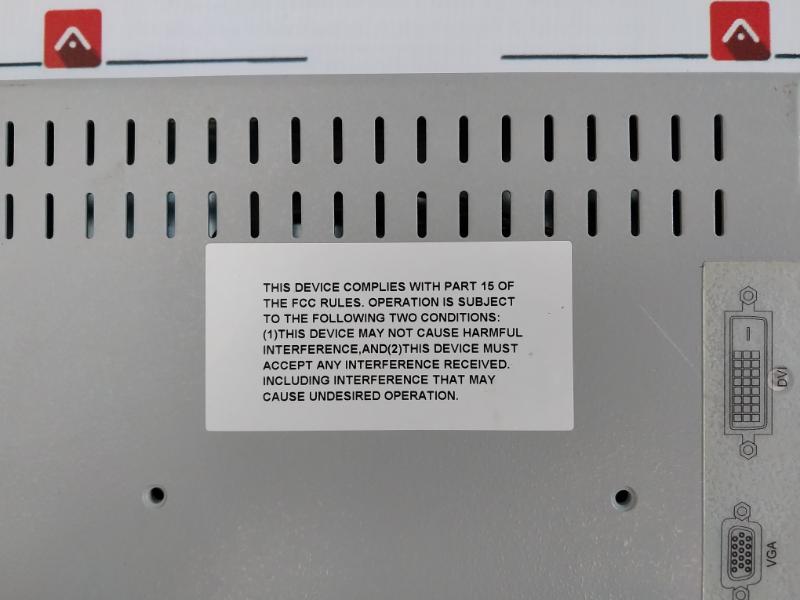 THIS DEVICE COMPLIES WITH PART 15 OF
THE FCC RULES. OPERATION IS SUBJECT
TO THE FOLLOWING TWO CONDITIONS:
(1)THIS DEVICE MAY NOT CAUSE HARMFUL
INTERFERENCE,AND(2)THIS DEVICE MUST
ACCEPT ANY INTERFERENCE RECEIVED.
INCLUDING INTERFERENCE THAT MAY
CAUSE UNDESIRED OPERATION.
DVI
VGA